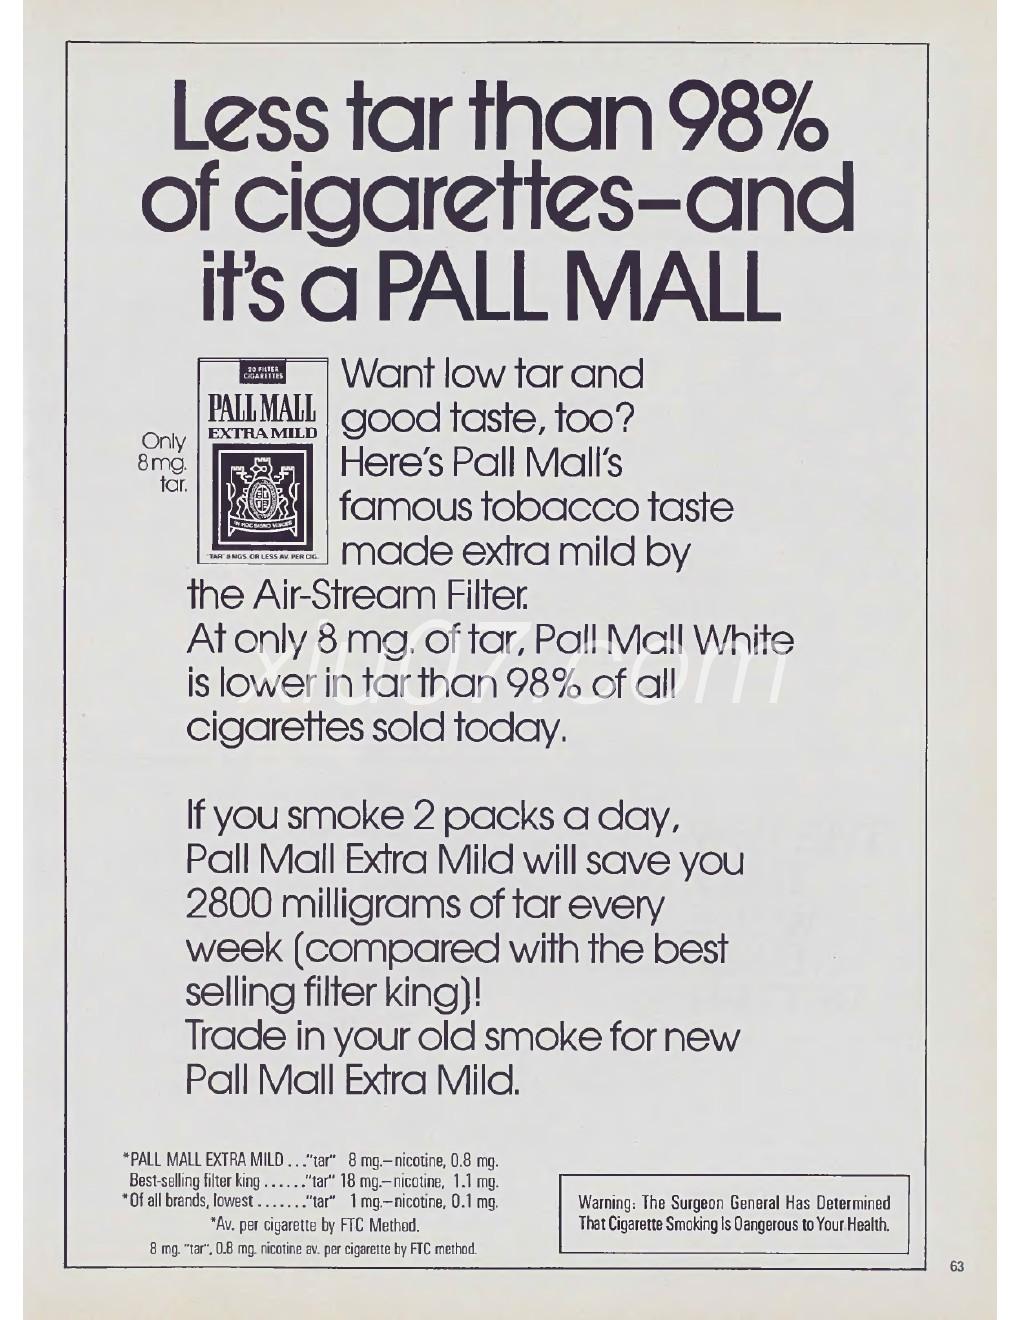 Less tar than 98%
of cigarettes–and
it's a PALL MALL
20 FILTER
CIGARETTES
PALL MALL
EXTRA MILD
IN HOC SIGNO VINCES
"TAR" 8 MGS. OR LESS AV. PER CIG.
Only
8 mg.
tar.
Want low tar and
good taste, too?
Here's Pall Mall's
famous tobacco taste
made extra mild by
the Air-Stream Filter.
At only 8 mg. of tar, Pall Mall White
is lower in tar than 98% of all
cigarettes sold today.
xiu07.com
If you smoke 2 packs a day,
Pall Mall Extra Mild will save you
2800 milligrams of tar every
week (compared with the best
selling filter king)!
Trade in your old smoke for new
Pall Mall Extra Mild.
*PALL MALL EXTRA MILD ... "tar" 8 mg.–nicotine, 0.8 mg.
Best-selling filter king ...... "tar" 18 mg.–nicotine, 1.1 mg.
*Of all brands, lowest ....... "tar" 1 mg.–nicotine, 0.1 mg.
*Av. per cigarette by FTC Method.
8 mg. "tar", 0.8 mg. nicotine av. per cigarette by FTC method.
Warning: The Surgeon General Has Determined
That Cigarette Smoking Is Dangerous to Your Health.
63